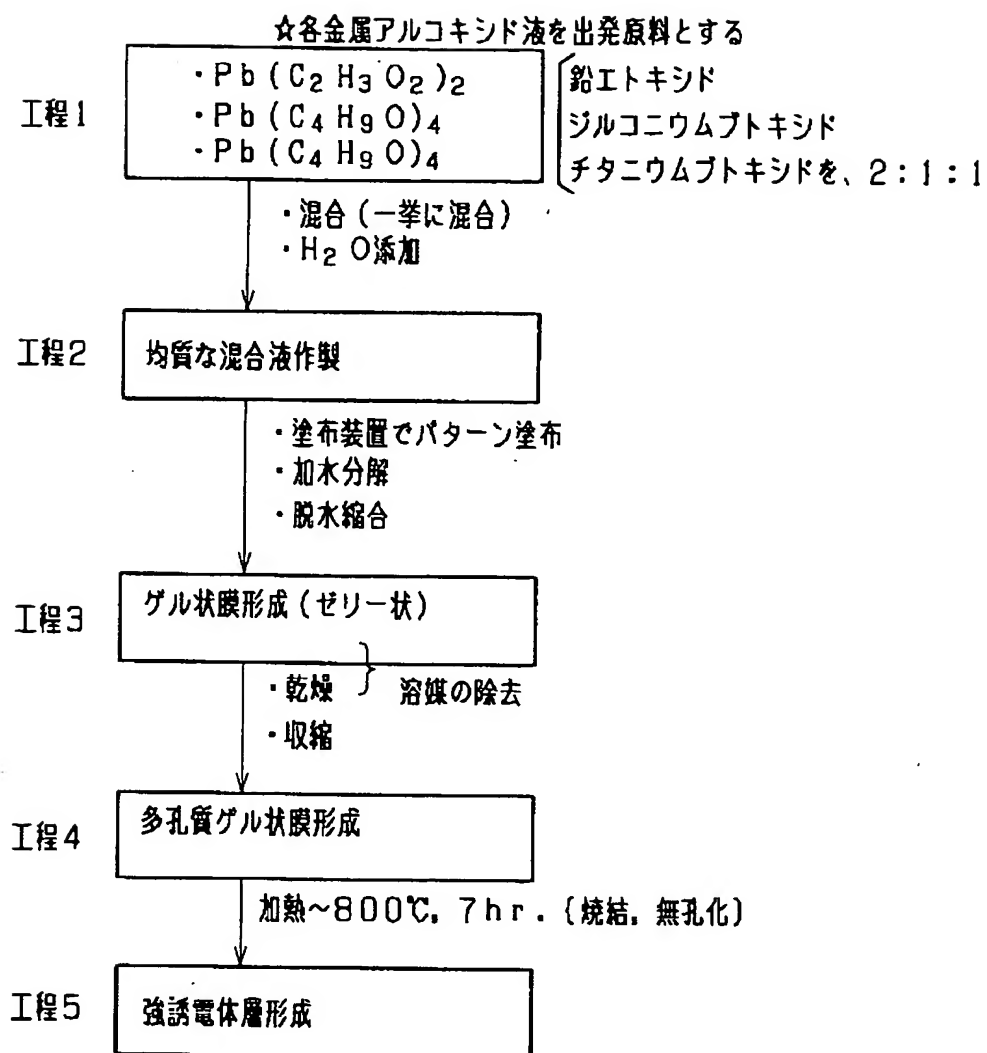 ☆各金属アルコキシド液を出発原料とする
工程1
・Pb(C2H3O2)2
・Pb(C4H9O)4
・Pb(C4H9O)4
鉛エトキシド
ジルコニウムブトキシド
チタニウムブトキシドを、2:1:1
・混合(一挙に混合)
・H2O添加
工程2
均質な混合液作製
・塗布装置でパターン塗布
・加水分解
・脱水縮合
工程3
ゲル状膜形成(ゼリー状)
・乾燥
溶媒の除去
・収縮
工程4
多孔質ゲル状膜形成
加熱~800℃, 7hr. {焼結, 無孔化}
工程5
強誘電体層形成